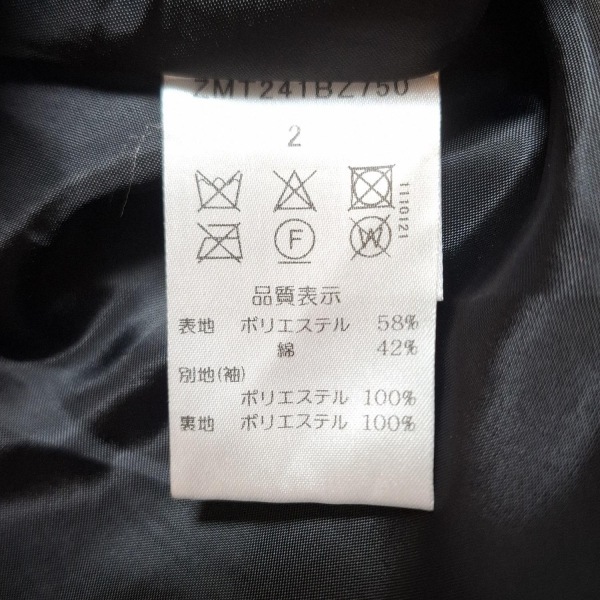 ZMT241BZ750
2
F
W
1110121
品質表示
表地 ポリエステル 58%
綿 42%
別地(袖)
ポリエステル 100%
裏地 ポリエステル 100%